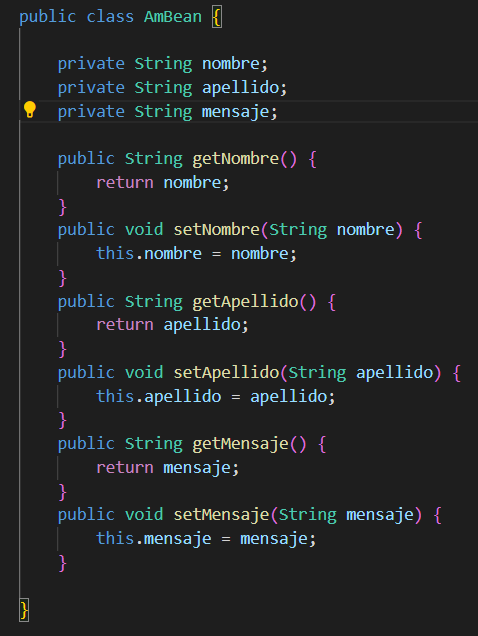 public class AmBean {
private String nombre;
private String apellido;
private String mensaje;
public String getNombre() {
return nombre;
}
public void setNombre(String nombre) {
this.nombre = nombre;
}
public String getApellido() {
return apellido;
}
public void setApellido(String apellido) {
this.apellido = apellido;
}
public String getMensaje() {
return mensaje;
}
public void setMensaje(String mensaje) {
this.mensaje = mensaje;
}
}